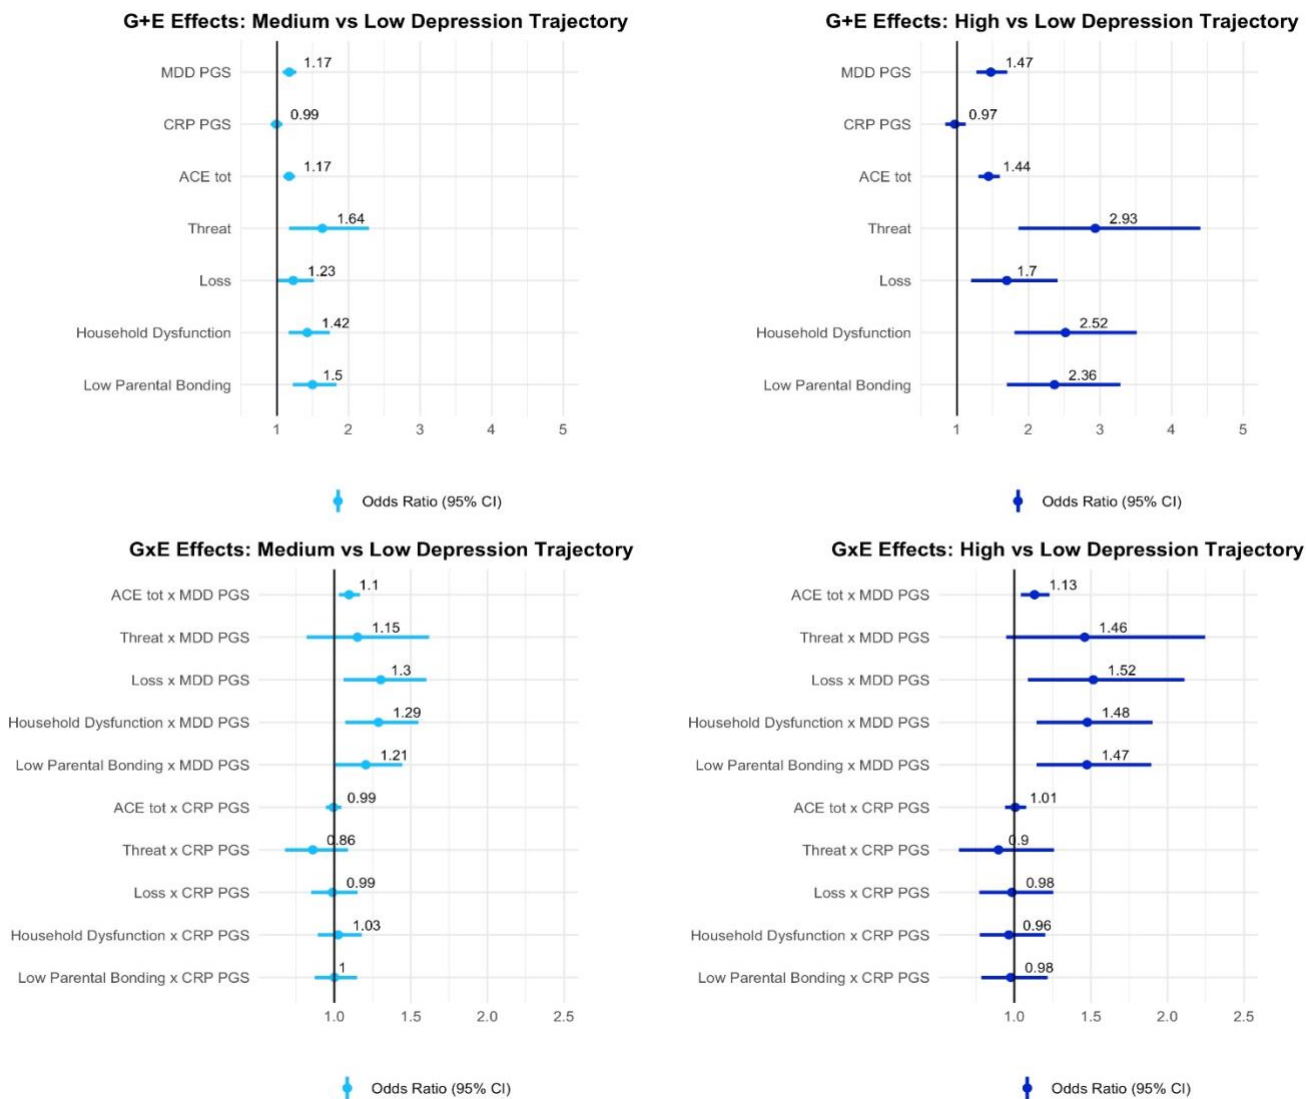 G+E Effects: Medium vs Low Depression Trajectory
MDD PGS
1.17
CRP PGS
0.99
ACE tot
1.17
Threat
1.64
Loss
1.23
Household Dysfunction
1.42
Low Parental Bonding
1.5
1 2 3 4 5
Odds Ratio (95% CI)
G+E Effects: High vs Low Depression Trajectory
MDD PGS
1.47
CRP PGS
0.97
ACE tot
1.44
Threat
2.93
Loss
1.7
Household Dysfunction
2.52
Low Parental Bonding
2.36
1 2 3 4 5
Odds Ratio (95% CI)
GxE Effects: Medium vs Low Depression Trajectory
ACE tot x MDD PGS
1.1
Threat x MDD PGS
1.15
Loss x MDD PGS
1.3
Household Dysfunction x MDD PGS
1.29
Low Parental Bonding x MDD PGS
1.21
ACE tot x CRP PGS
0.99
Threat x CRP PGS
0.86
Loss x CRP PGS
0.99
Household Dysfunction x CRP PGS
1.03
Low Parental Bonding x CRP PGS
1
1.0 1.5 2.0 2.5
Odds Ratio (95% CI)
GxE Effects: High vs Low Depression Trajectory
ACE tot x MDD PGS
1.13
Threat x MDD PGS
1.46
Loss x MDD PGS
1.52
Household Dysfunction x MDD PGS
1.48
Low Parental Bonding x MDD PGS
1.47
ACE tot x CRP PGS
1.01
Threat x CRP PGS
0.9
Loss x CRP PGS
0.98
Household Dysfunction x CRP PGS
0.96
Low Parental Bonding x CRP PGS
0.98
1.0 1.5 2.0 2.5
Odds Ratio (95% CI)